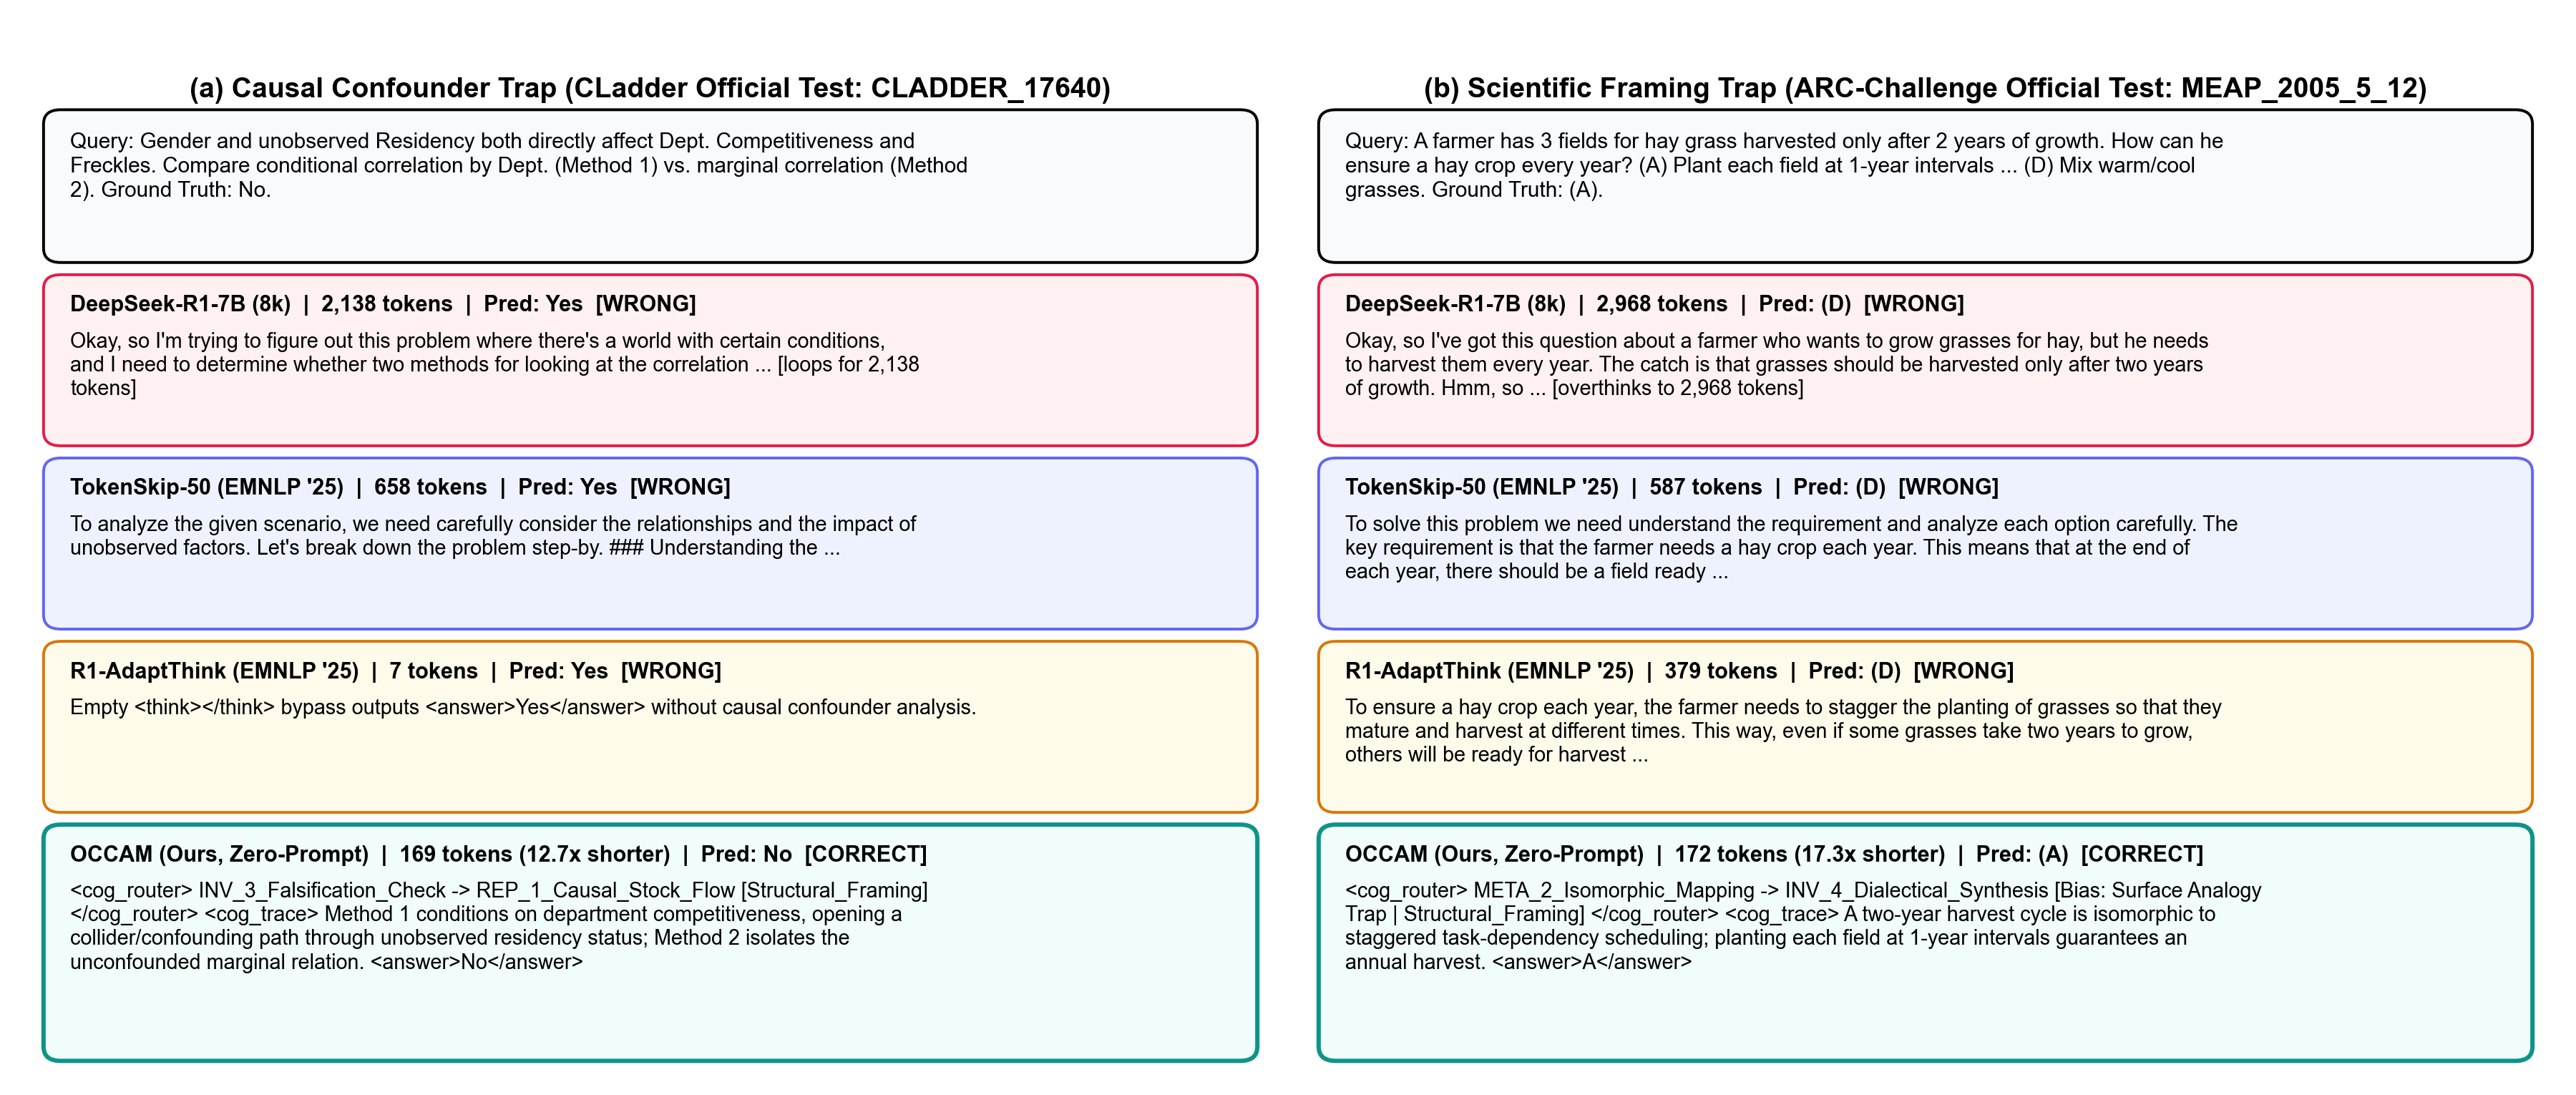 (a) Causal Confounder Trap (CLadder Official Test: CLADDER_17640)
Query: Gender and unobserved Residency both directly affect Dept. Competitiveness and
Freckles. Compare conditional correlation by Dept. (Method 1) vs. marginal correlation (Method
2). Ground Truth: No.
DeepSeek-R1-7B (8k) | 2,138 tokens | Pred: Yes [WRONG]
Okay, so I'm trying to figure out this problem where there's a world with certain conditions,
and I need to determine whether two methods for looking at the correlation ... [loops for 2,138
tokens]
TokenSkip-50 (EMNLP '25) | 658 tokens | Pred: Yes [WRONG]
To analyze the given scenario, we need carefully consider the relationships and the impact of
unobserved factors. Let's break down the problem step-by. ### Understanding the ...
R1-AdaptThink (EMNLP '25) | 7 tokens | Pred: Yes [WRONG]
Empty <think></think> bypass outputs <answer>Yes</answer> without causal confounder analysis.
OCCAM (Ours, Zero-Prompt) | 169 tokens (12.7x shorter) | Pred: No [CORRECT]
<cog_router> INV_3_Falsification_Check -> REP_1_Causal_Stock_Flow [Structural_Framing]
</cog_router> <cog_trace> Method 1 conditions on department competitiveness, opening a
collider/confounding path through unobserved residency status; Method 2 isolates the
unconfounded marginal relation. <answer>No</answer>
(b) Scientific Framing Trap (ARC-Challenge Official Test: MEAP_2005_5_12)
Query: A farmer has 3 fields for hay grass harvested only after 2 years of growth. How can he
ensure a hay crop every year? (A) Plant each field at 1-year intervals ... (D) Mix warm/cool
grasses. Ground Truth: (A).
DeepSeek-R1-7B (8k) | 2,968 tokens | Pred: (D) [WRONG]
Okay, so I've got this question about a farmer who wants to grow grasses for hay, but he needs
to harvest them every year. The catch is that grasses should be harvested only after two years
of growth. Hmm, so ... [overthinks to 2,968 tokens]
TokenSkip-50 (EMNLP '25) | 587 tokens | Pred: (D) [WRONG]
To solve this problem we need understand the requirement and analyze each option carefully. The
key requirement is that the farmer needs a hay crop each year. This means that at the end of
each year, there should be a field ready ...
R1-AdaptThink (EMNLP '25) | 379 tokens | Pred: (D) [WRONG]
To ensure a hay crop each year, the farmer needs to stagger the planting of grasses so that they
mature and harvest at different times. This way, even if some grasses take two years to grow,
others will be ready for harvest ...
OCCAM (Ours, Zero-Prompt) | 172 tokens (17.3x shorter) | Pred: (A) [CORRECT]
<cog_router> META_2_Isomorphic_Mapping -> INV_4_Dialectical_Synthesis [Bias: Surface Analogy
Trap | Structural_Framing] </cog_router> <cog_trace> A two-year harvest cycle is isomorphic to
staggered task-dependency scheduling; planting each field at 1-year intervals guarantees an
annual harvest. <answer>A</answer>